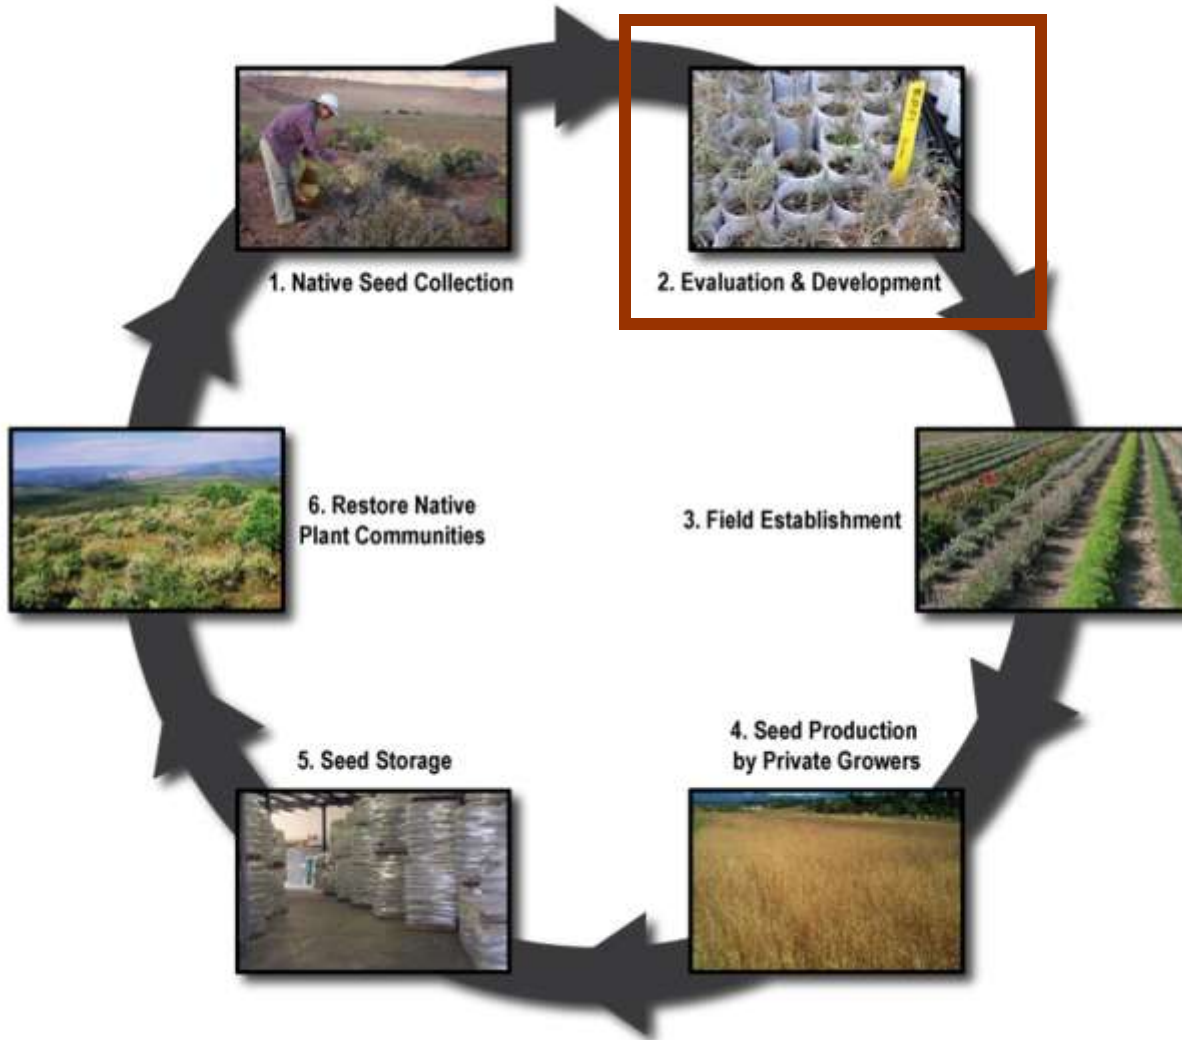 1. Native Seed Collection
2. Evaluation & Development
3. Field Establishment
4. Seed Production
by Private Growers
5. Seed Storage
6. Restore Native
Plant Communities